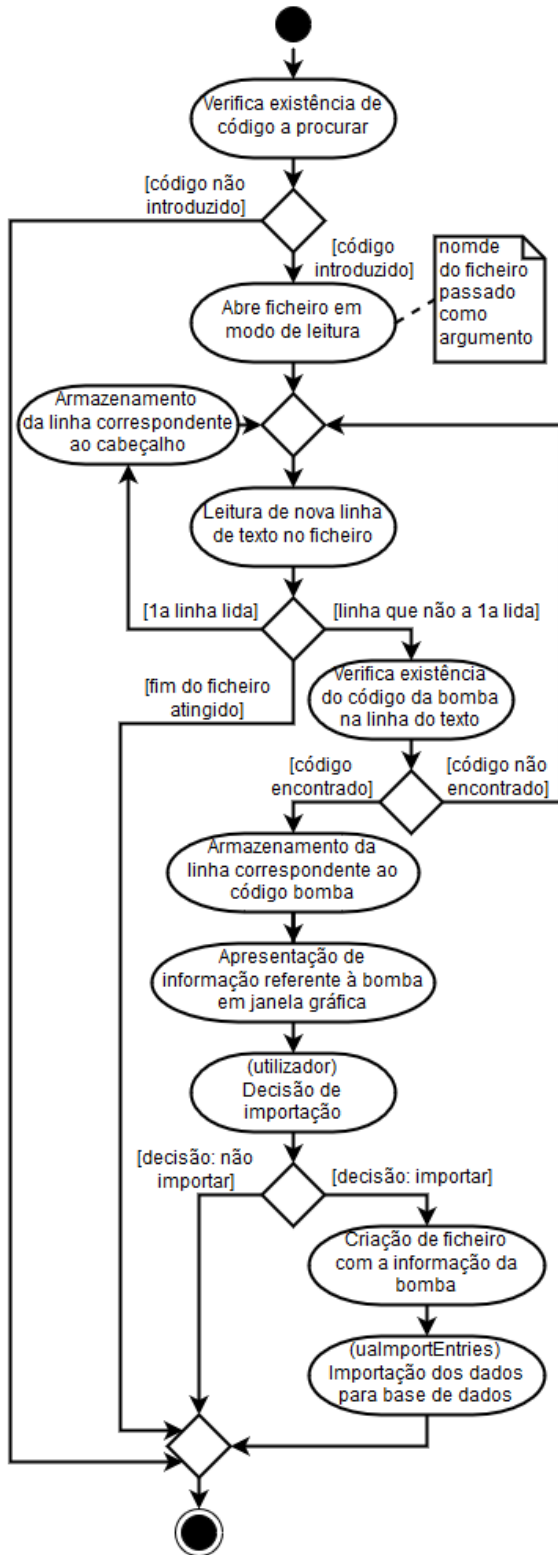 Verifica existência de
código a procurar
[código não
introduzido]
[código
introduzido]
nomde
do ficheiro
passado
como
argumento
Abre ficheiro em
modo de leitura
Armazenamento
da linha correspondente
ao cabeçalho
Leitura de nova linha
de texto no ficheiro
[1a linha lida]
[linha que não a 1a lida]
[fim do ficheiro
atingido]
Verifica existência
do código da bomba
na linha do texto
[código
encontrado]
[código não
encontrado]
Armazenamento da
linha correspondente ao
código bomba
Apresentação de
informação referente à bomba
em janela gráfica
(utilizador)
Decisão de
importação
[decisão: não
importar]
[decisão: importar]
Criação de ficheiro
com a informação da
bomba
(uaImportEntries)
Importação dos dados
para base de dados